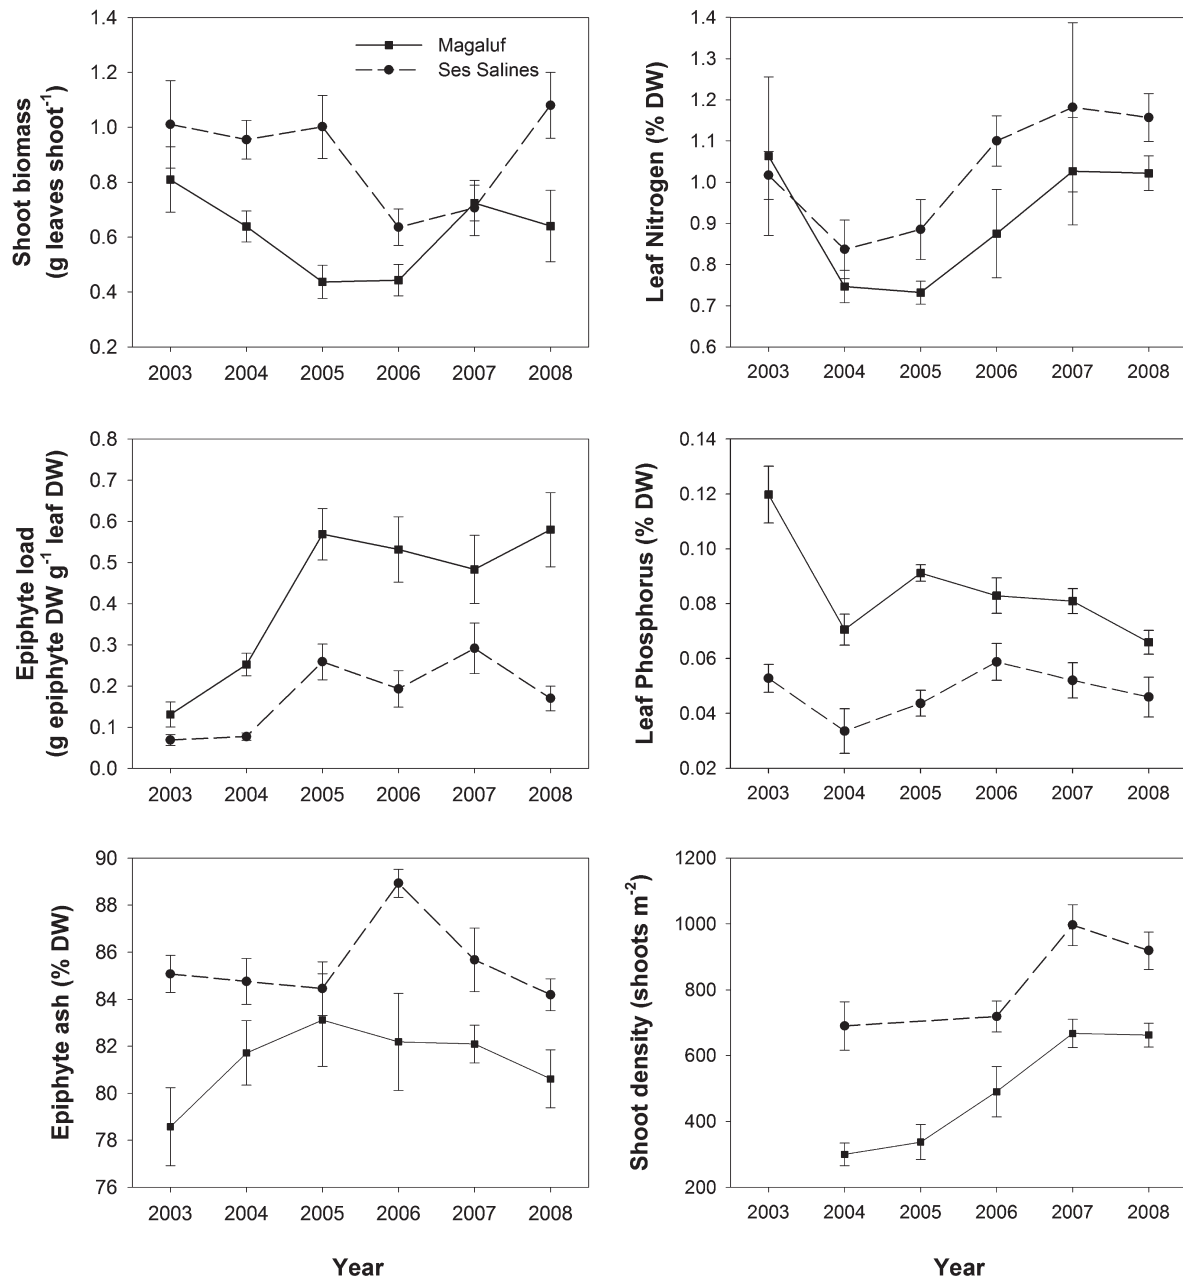 Shoot biomass
(g leaves shoot⁻¹)
1.4
1.2
1.0
0.8
0.6
0.4
0.2
Magaluf
Ses Salines
2003 2004 2005 2006 2007 2008
Leaf Nitrogen (% DW)
1.4
1.3
1.2
1.1
1.0
0.9
0.8
0.7
0.6
2003 2004 2005 2006 2007 2008
Epiphyte load
(g epiphyte DW g⁻¹ leaf DW)
0.8
0.7
0.6
0.5
0.4
0.3
0.2
0.1
0.0
2003 2004 2005 2006 2007 2008
Leaf Phosphorus (% DW)
0.14
0.12
0.10
0.08
0.06
0.04
0.02
2003 2004 2005 2006 2007 2008
Epiphyte ash (% DW)
90
88
86
84
82
80
78
76
2003 2004 2005 2006 2007 2008
Year
Shoot density (shoots m⁻²)
1200
1000
800
600
400
200
2003 2004 2005 2006 2007 2008
Year